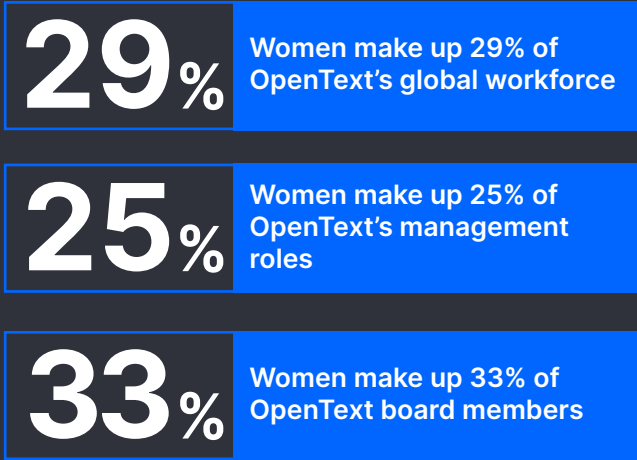 29%
Women make up 29% of
OpenText’s global workforce
25%
Women make up 25% of
OpenText’s management
roles
33%
Women make up 33% of
OpenText board members